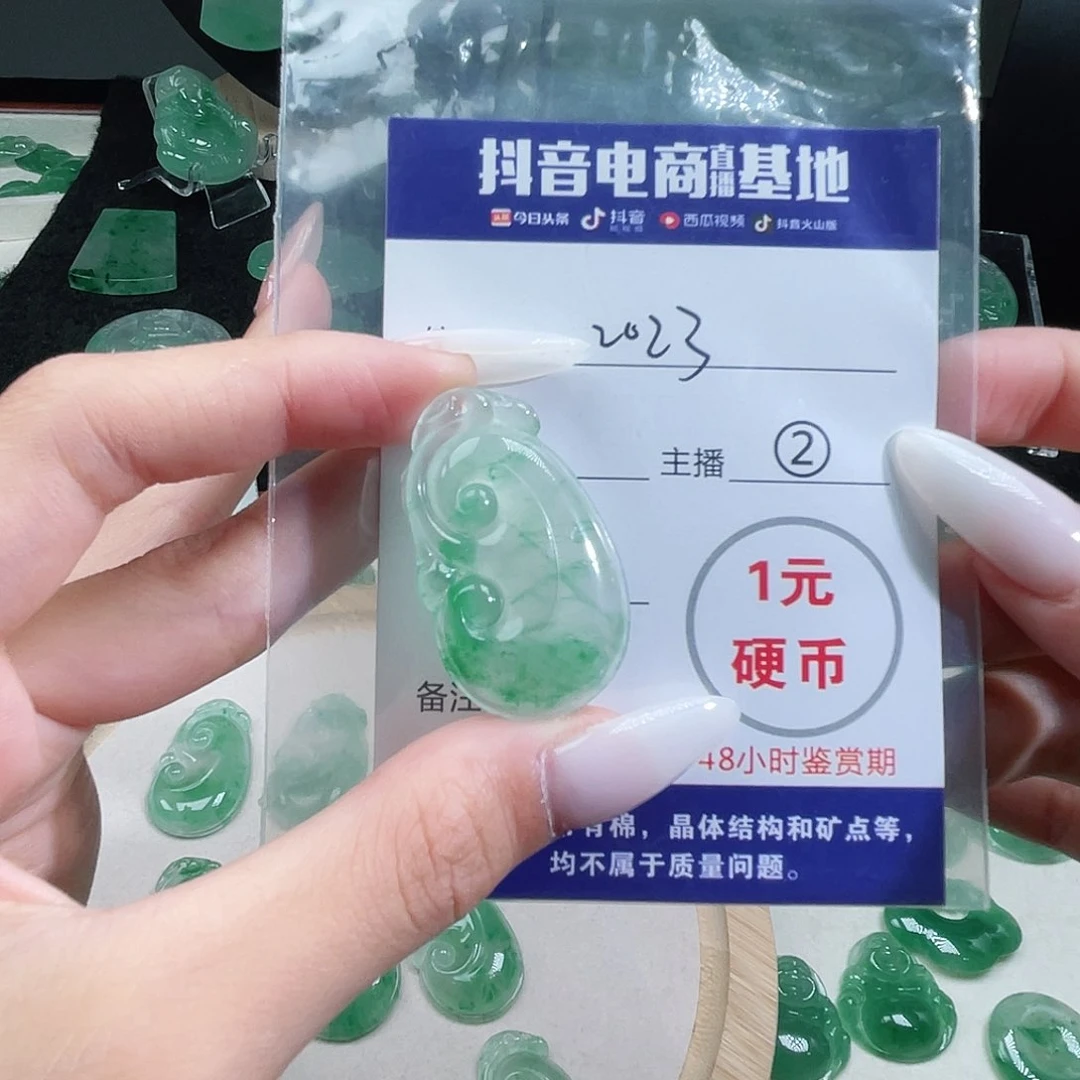 抖音电商直播基地
今日头条 抖音 西瓜视频 抖音火山版
2023
主播 ②
1元
硬币
备注
48小时鉴赏期
有棉，晶体结构和矿点等，
均不属于质量问题。